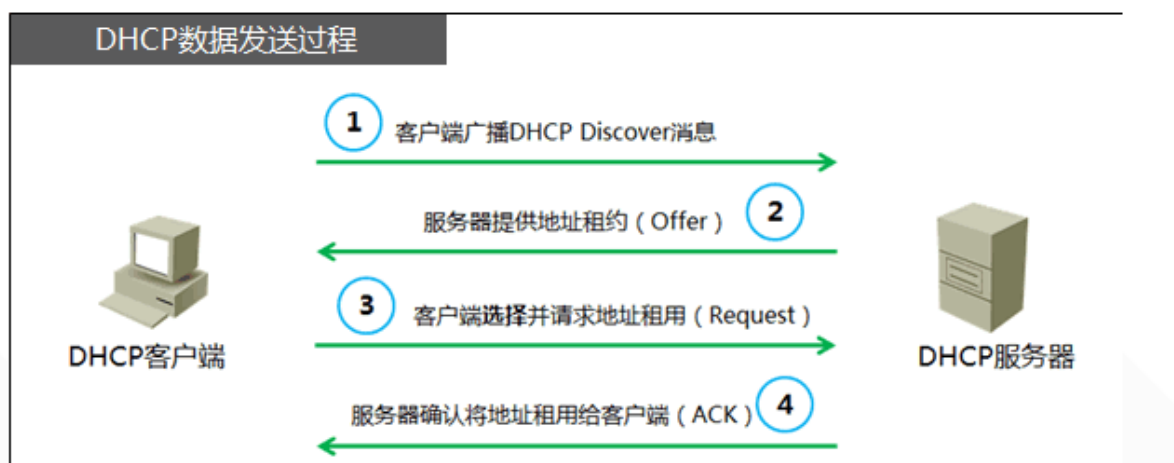 DHCP数据发送过程
1
客户端广播DHCP Discover消息
服务器提供地址租约（Offer）
2
3
客户端选择并请求地址租用（Request）
DHCP客户端
DHCP服务器
服务器确认将地址租用给客户端（ACK）
4